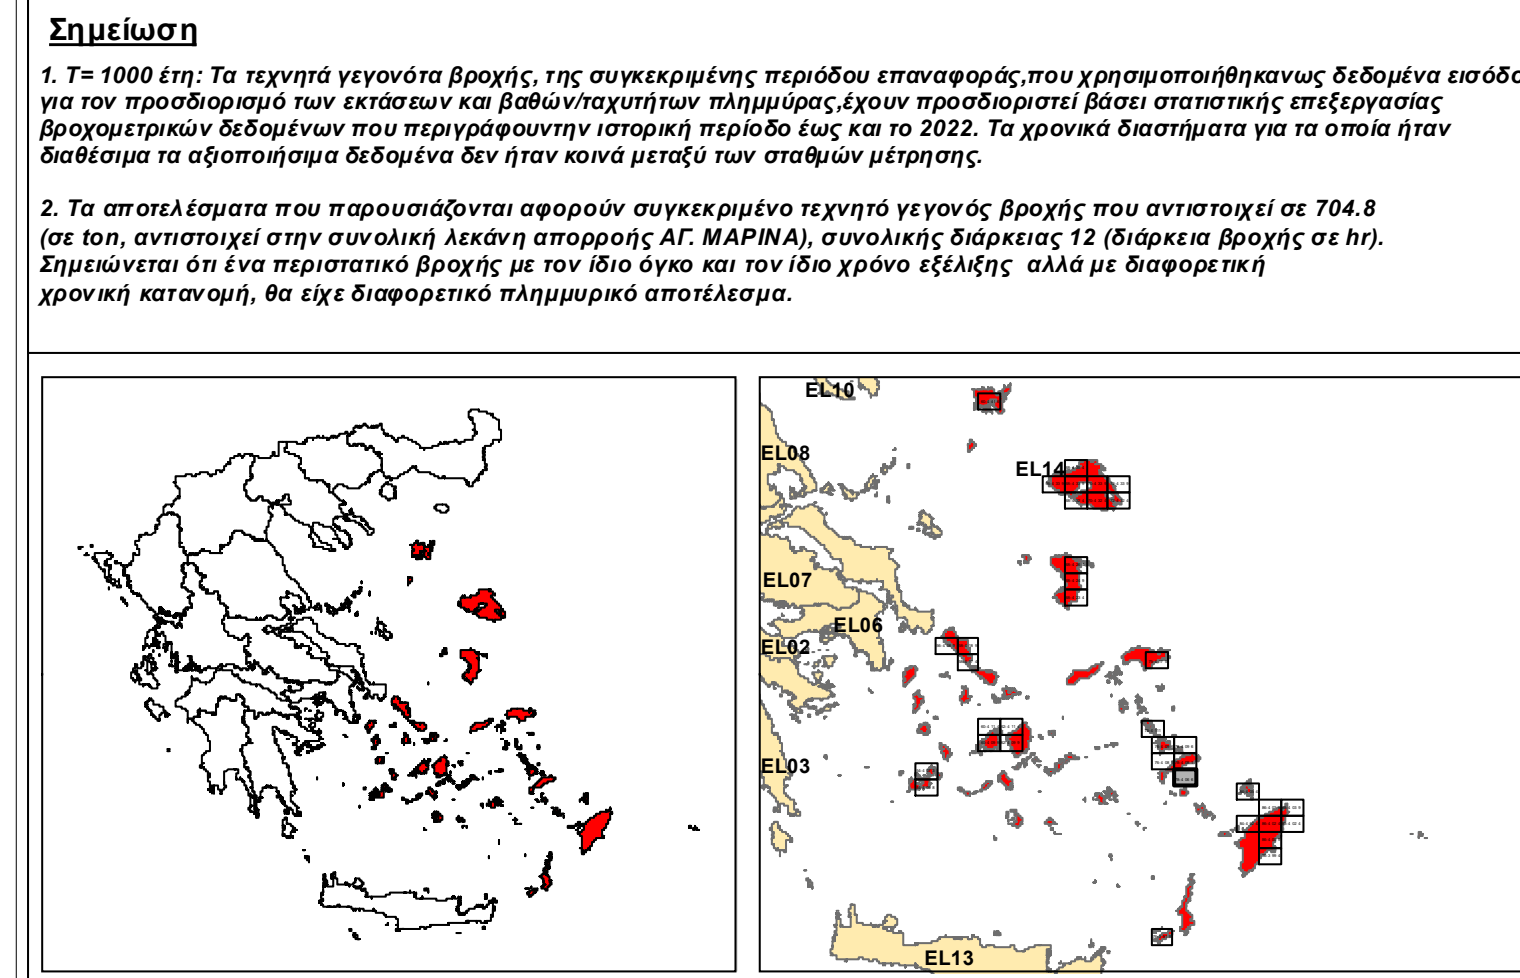 Σημείωση
1. Τ= 1000 έτη: Τα τεχνητά γεγονότα βροχής, της συγκεκριμένης περιόδου επαναφοράς,που χρησιμοποιήθηκανως δεδομένα εισόδο
για τον προσδιορισμό των εκτάσεων και βαθών/ταχυτήτων πλημμύρας,έχουν προσδιοριστεί βάσει στατιστικής επεξεργασίας
βροχομετρικών δεδομένων που περιγράφουντην ιστορική περίοδο έως και το 2022. Τα χρονικά διαστήματα για τα οποία ήταν
διαθέσιμα τα αξιοποιήσιμα δεδομένα δεν ήταν κοινά μεταξύ των σταθμών μέτρησης.
2. Τα αποτελέσματα που παρουσιάζονται αφορούν συγκεκριμένο τεχνητό γεγονός βροχής που αντιστοιχεί σε 704.8
(σε ton, αντιστοιχεί στην συνολική λεκάνη απορροής ΑΓ. ΜΑΡΙΝΑ), συνολικής διάρκειας 12 (διάρκεια βροχής σε hr).
Σημειώνεται ότι ένα περιστατικό βροχής με τον ίδιο όγκο και τον ίδιο χρόνο εξέλιξης αλλά με διαφορετική
χρονική κατανομή, θα είχε διαφορετικό πλημμυρικό αποτέλεσμα.
EL10
EL08
EL14
EL07
EL06
EL02
EL03
EL13